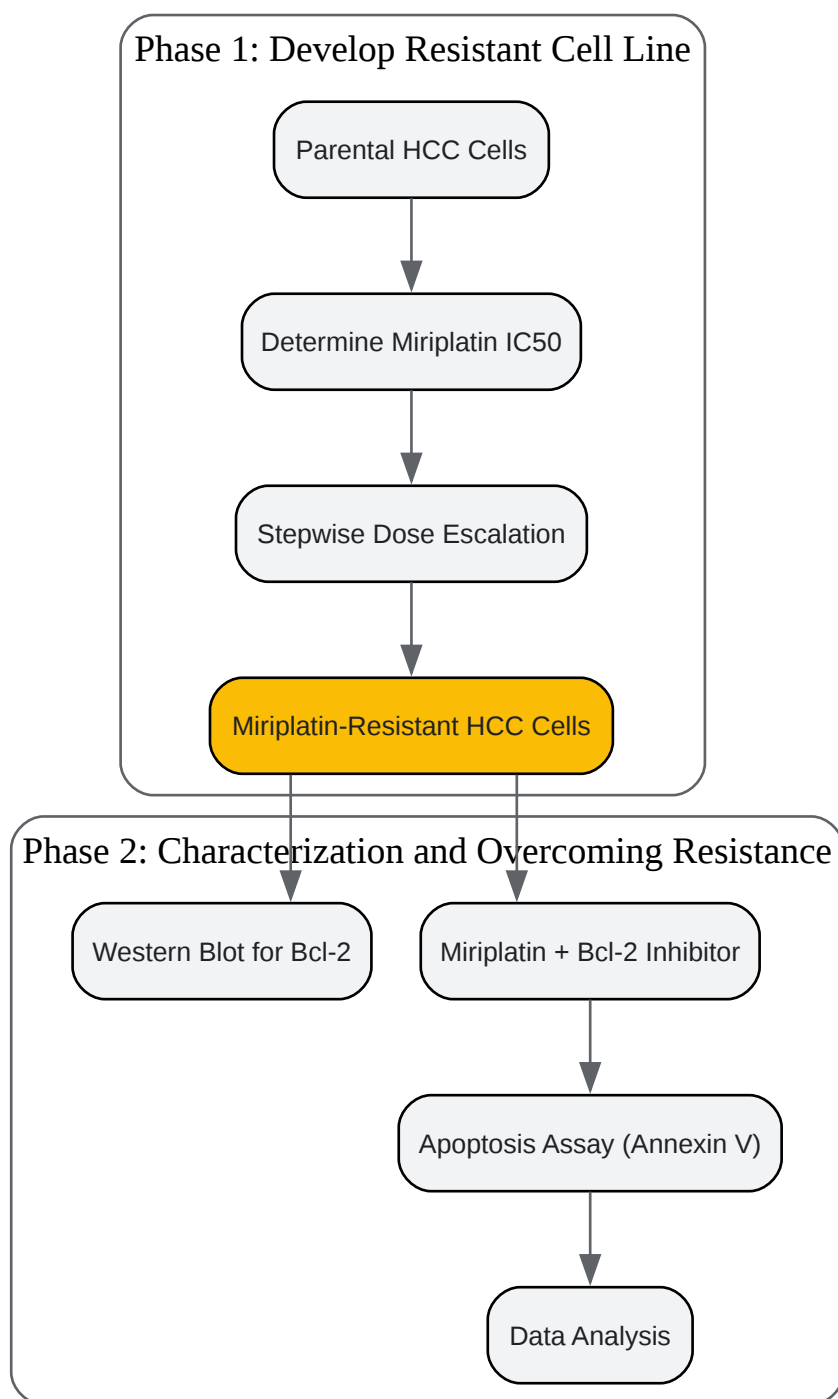 Phase 1: Develop Resistant Cell Line
Parental HCC Cells
Determine Miriplatin IC50
Stepwise Dose Escalation
Miriplatin-Resistant HCC Cells
Phase 2: Characterization and Overcoming Resistance
Western Blot for Bcl-2
Miriplatin + Bcl-2 Inhibitor
Apoptosis Assay (Annexin V)
Data Analysis